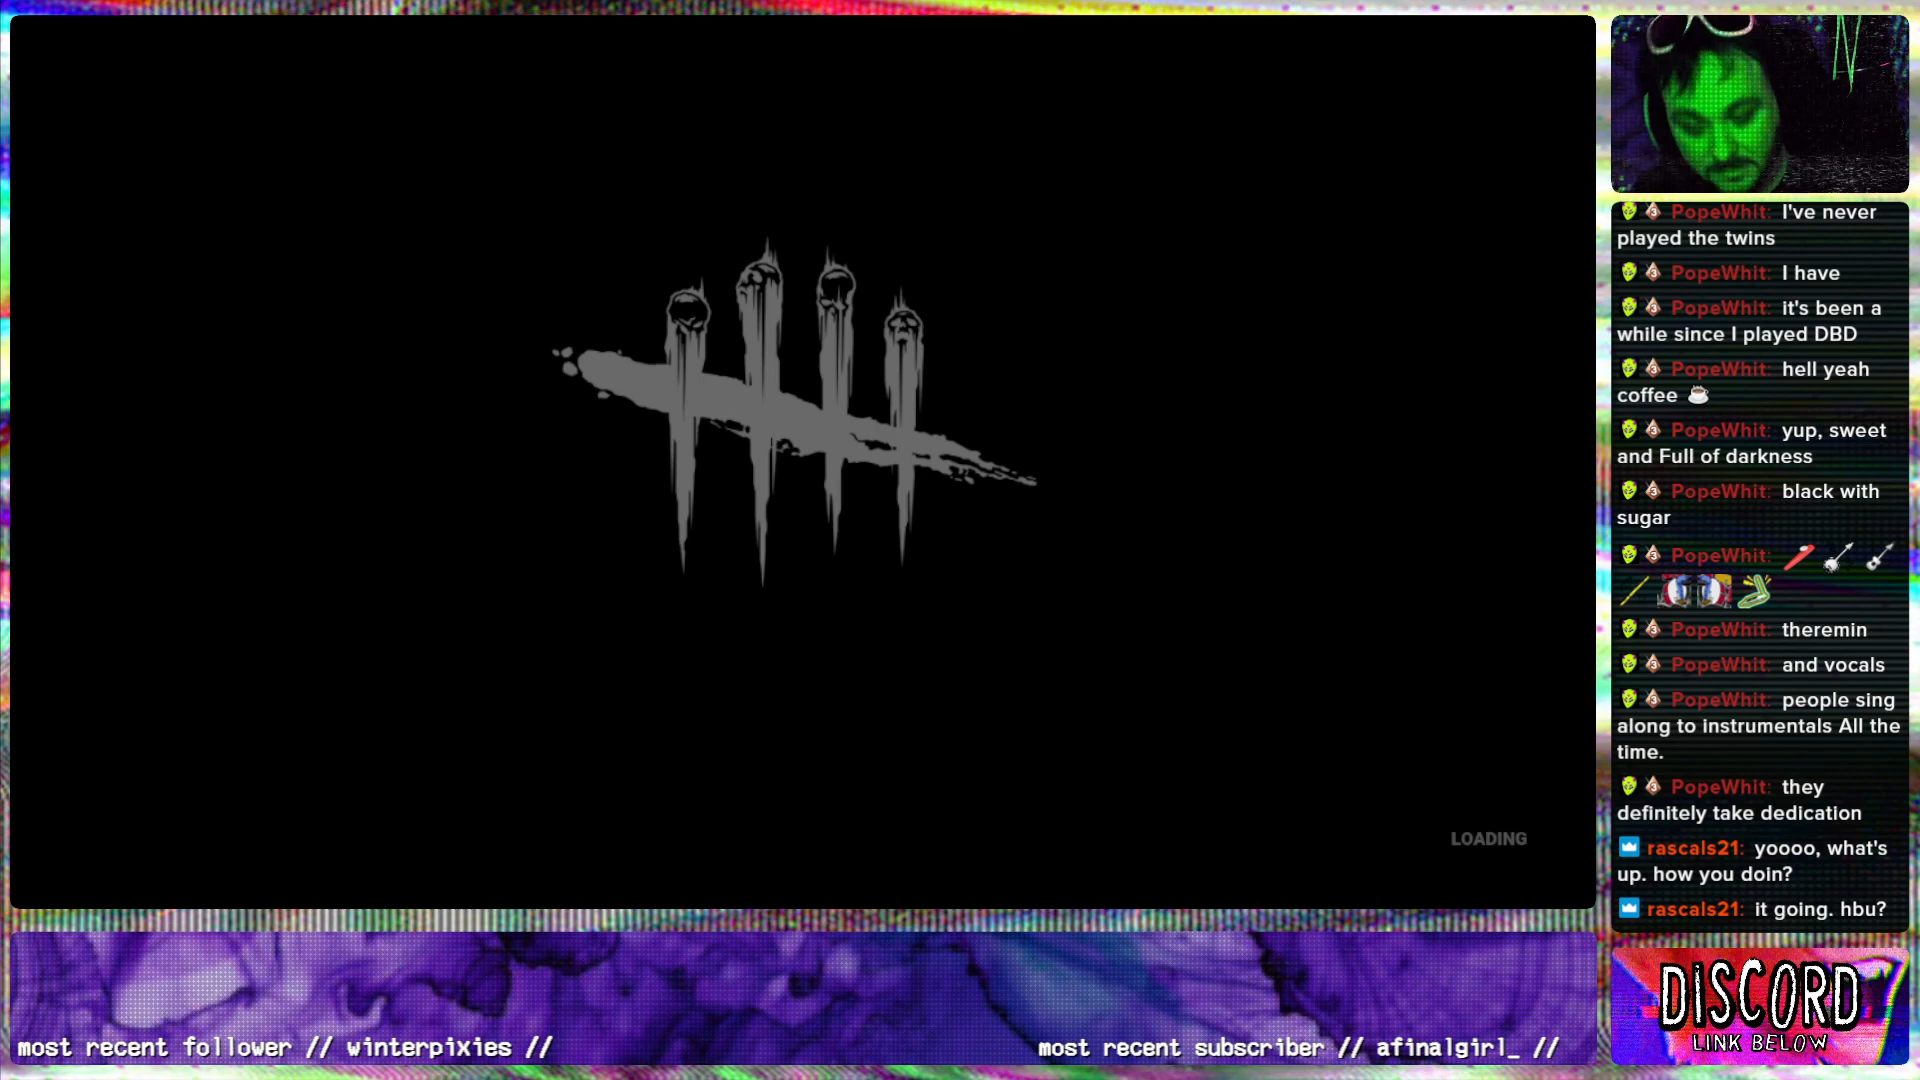 PopeWhit: I've never
played the twins
PopeWhit: I have
PopeWhit: it's been a
while since I played DBD
PopeWhit: hell yeah
coffee ☕
PopeWhit: yup, sweet
and Full of darkness
PopeWhit: black with
sugar
PopeWhit:
PopeWhit: theremin
PopeWhit: and vocals
PopeWhit: people sing
along to instrumentals All the
time.
PopeWhit: they
definitely take dedication
rascals21: yoooo, what's
up. how you doin?
rascals21: it going. hbu?
LOADING
most recent follower // winterpixies //
most recent subscriber // afinalgirl_ //
DISCORD
LINK BELOW